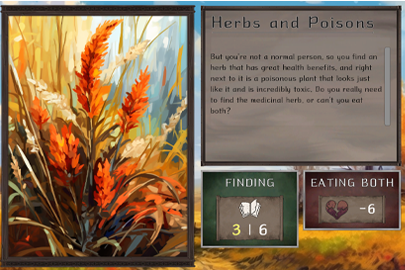 Herbs and Poisons
But you're not a normal person, so you find an
herb that has great health benefits, and right
next to it is a poisonous plant that looks just
like it and is incredibly toxic. Do you really need
to find the medicinal herb, or can't you eat
both?
FINDING
EATING BOTH
3 | 6
-6